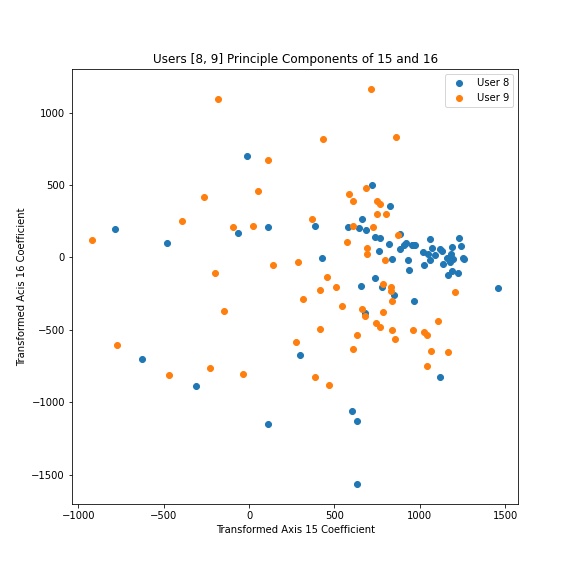 Users [8, 9] Principle Components of 15 and 16
User 8
User 9
Transformed Acis 16 Coefficient
1000
500
0
−500
−1000
−1500
−1000
−500
0
500
1000
1500
Transformed Axis 15 Coefficient